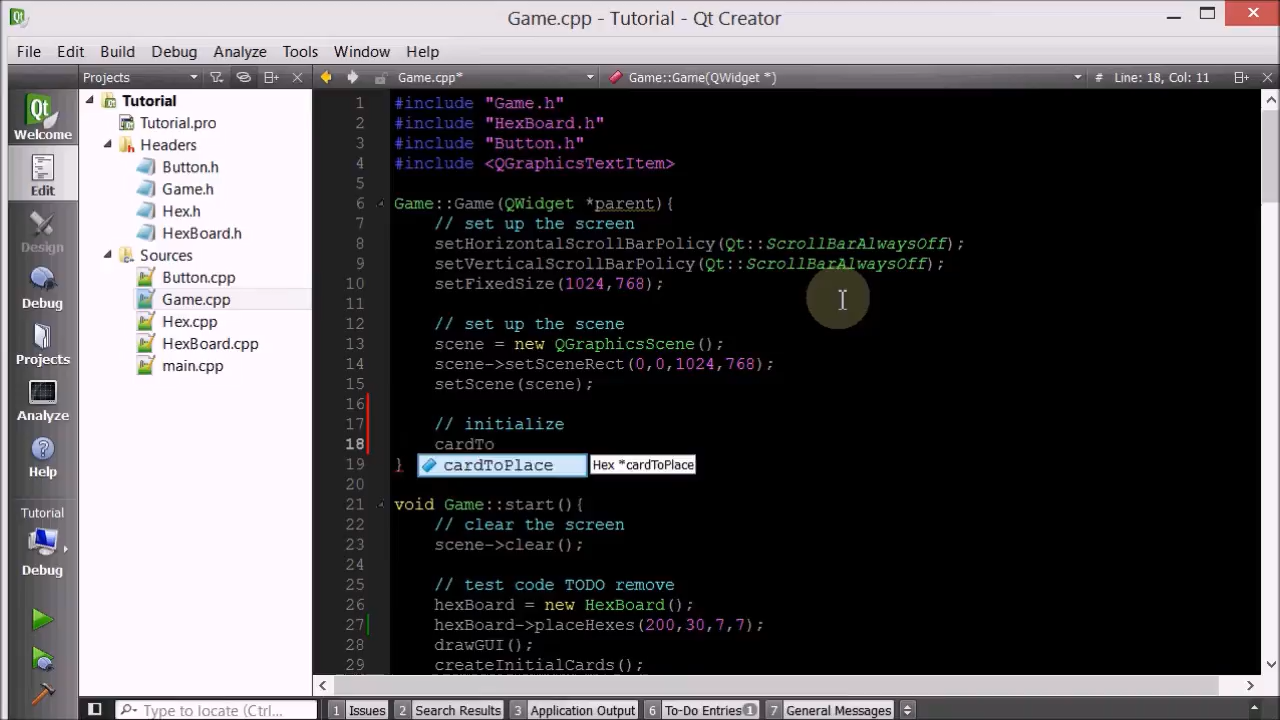 Game.cpp - Tutorial - Qt Creator
File Edit Build Debug Analyze Tools Window Help
Projects
Game.cpp*
Game::Game(QWidget *)
# Line: 18, Col: 11
Qt
Welcome
Edit
Design
Debug
Projects
Analyze
Help
Tutorial
Debug
Tutorial
Tutorial.pro
Headers
Button.h
Game.h
Hex.h
HexBoard.h
Sources
Button.cpp
Game.cpp
Hex.cpp
HexBoard.cpp
main.cpp
1 #include "Game.h"
2 #include "HexBoard.h"
3 #include "Button.h"
4 #include <QGraphicsTextItem>
5
6 Game::Game(QWidget *parent){
7 // set up the screen
8 setHorizontalScrollBarPolicy(Qt::ScrollBarAlwaysOff);
9 setVerticalScrollBarPolicy(Qt::ScrollBarAlwaysOff);
10 setFixedSize(1024,768);
11
12 // set up the scene
13 scene = new QGraphicsScene();
14 scene->setSceneRect(0,0,1024,768);
15 setScene(scene);
16
17 // initialize
18 cardTo
19 }
cardToPlace
Hex *cardToPlace
20
21 void Game::start(){
22 // clear the screen
23 scene->clear();
24
25 // test code TODO remove
26 hexBoard = new HexBoard();
27 hexBoard->placeHexes(200,30,7,7);
28 drawGUI();
29 createInitialCards();
Type to locate (Ctrl...
1 Issues
2 Search Results
3 Application Output
6 To-Do Entries 1
7 General Messages